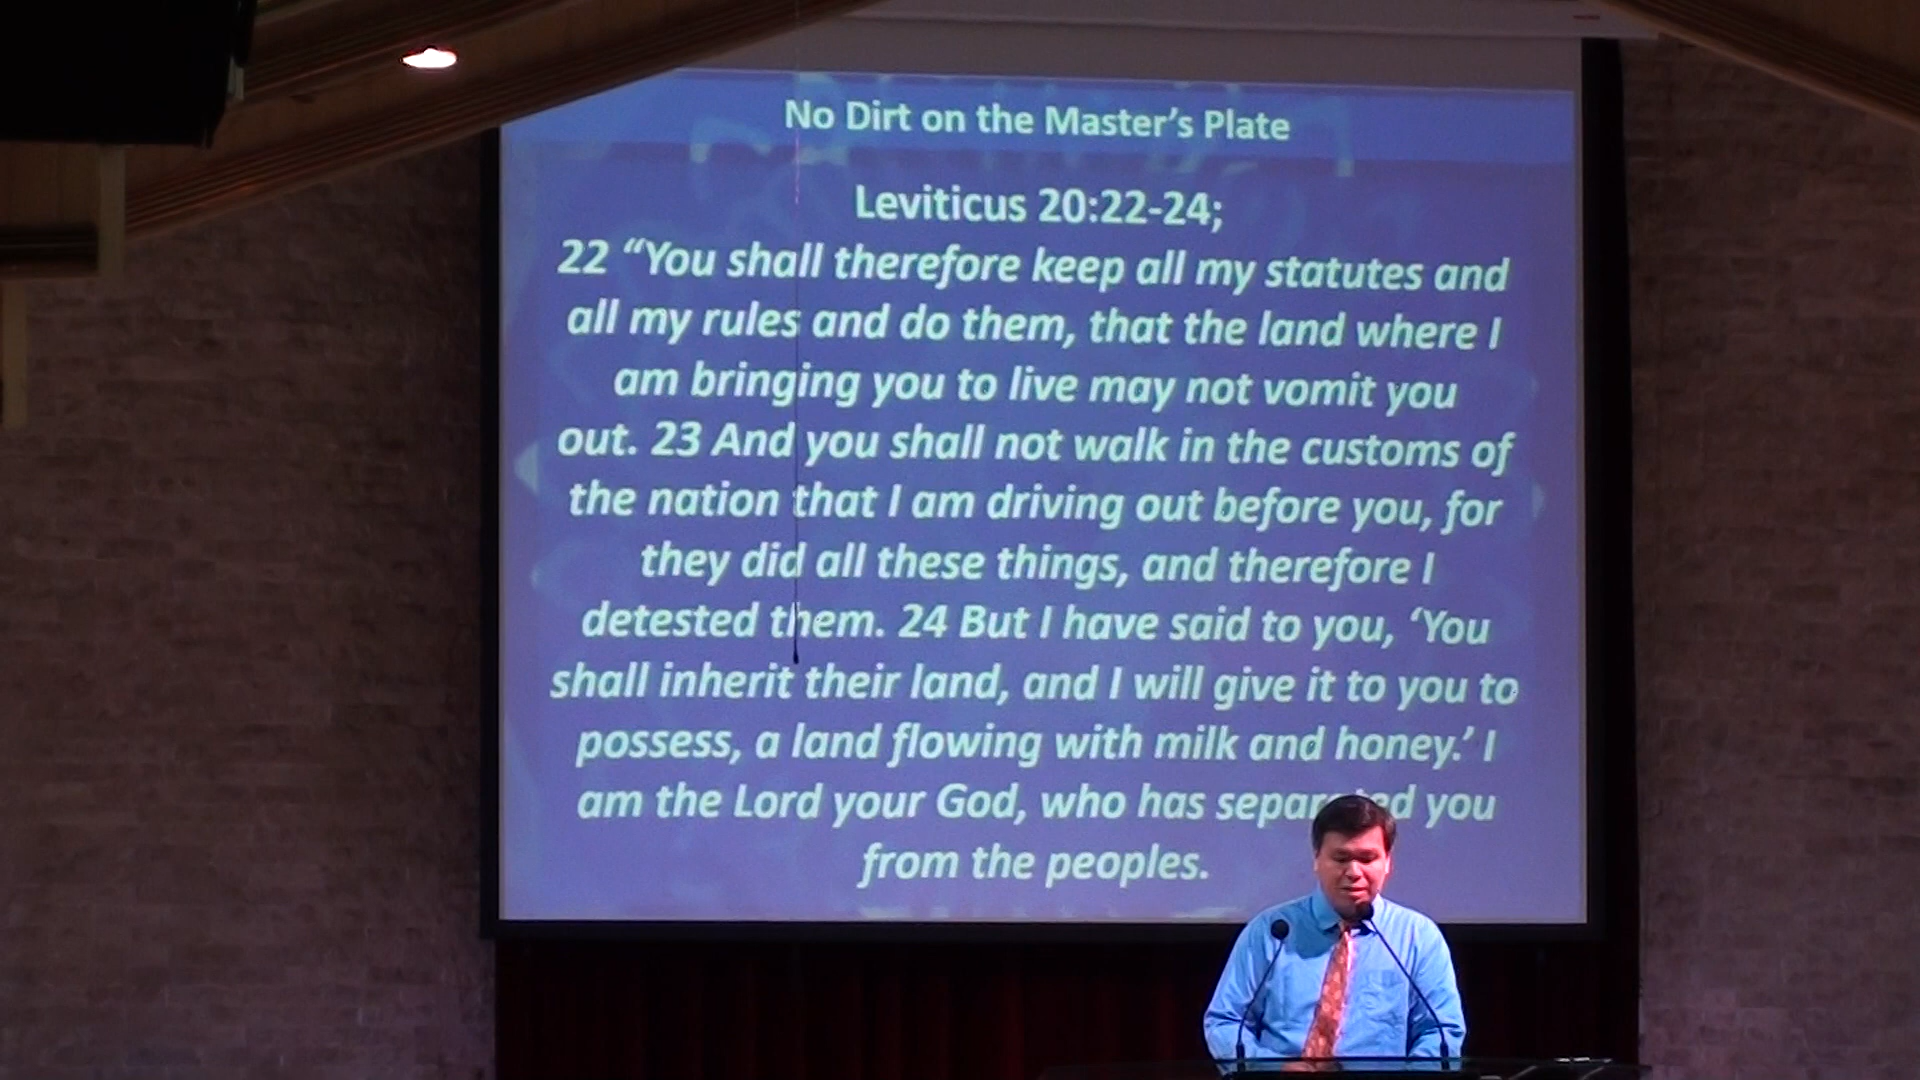 No Dirt on the Master’s Plate
Leviticus 20:22-24;
22 “You shall therefore keep all my statutes and
all my rules and do them, that the land where I
am bringing you to live may not vomit you
out. 23 And you shall not walk in the customs of
the nation that I am driving out before you, for
they did all these things, and therefore I
detested them. 24 But I have said to you, ‘You
shall inherit their land, and I will give it to you to
possess, a land flowing with milk and honey.’ I
am the Lord your God, who has separated you
from the peoples.